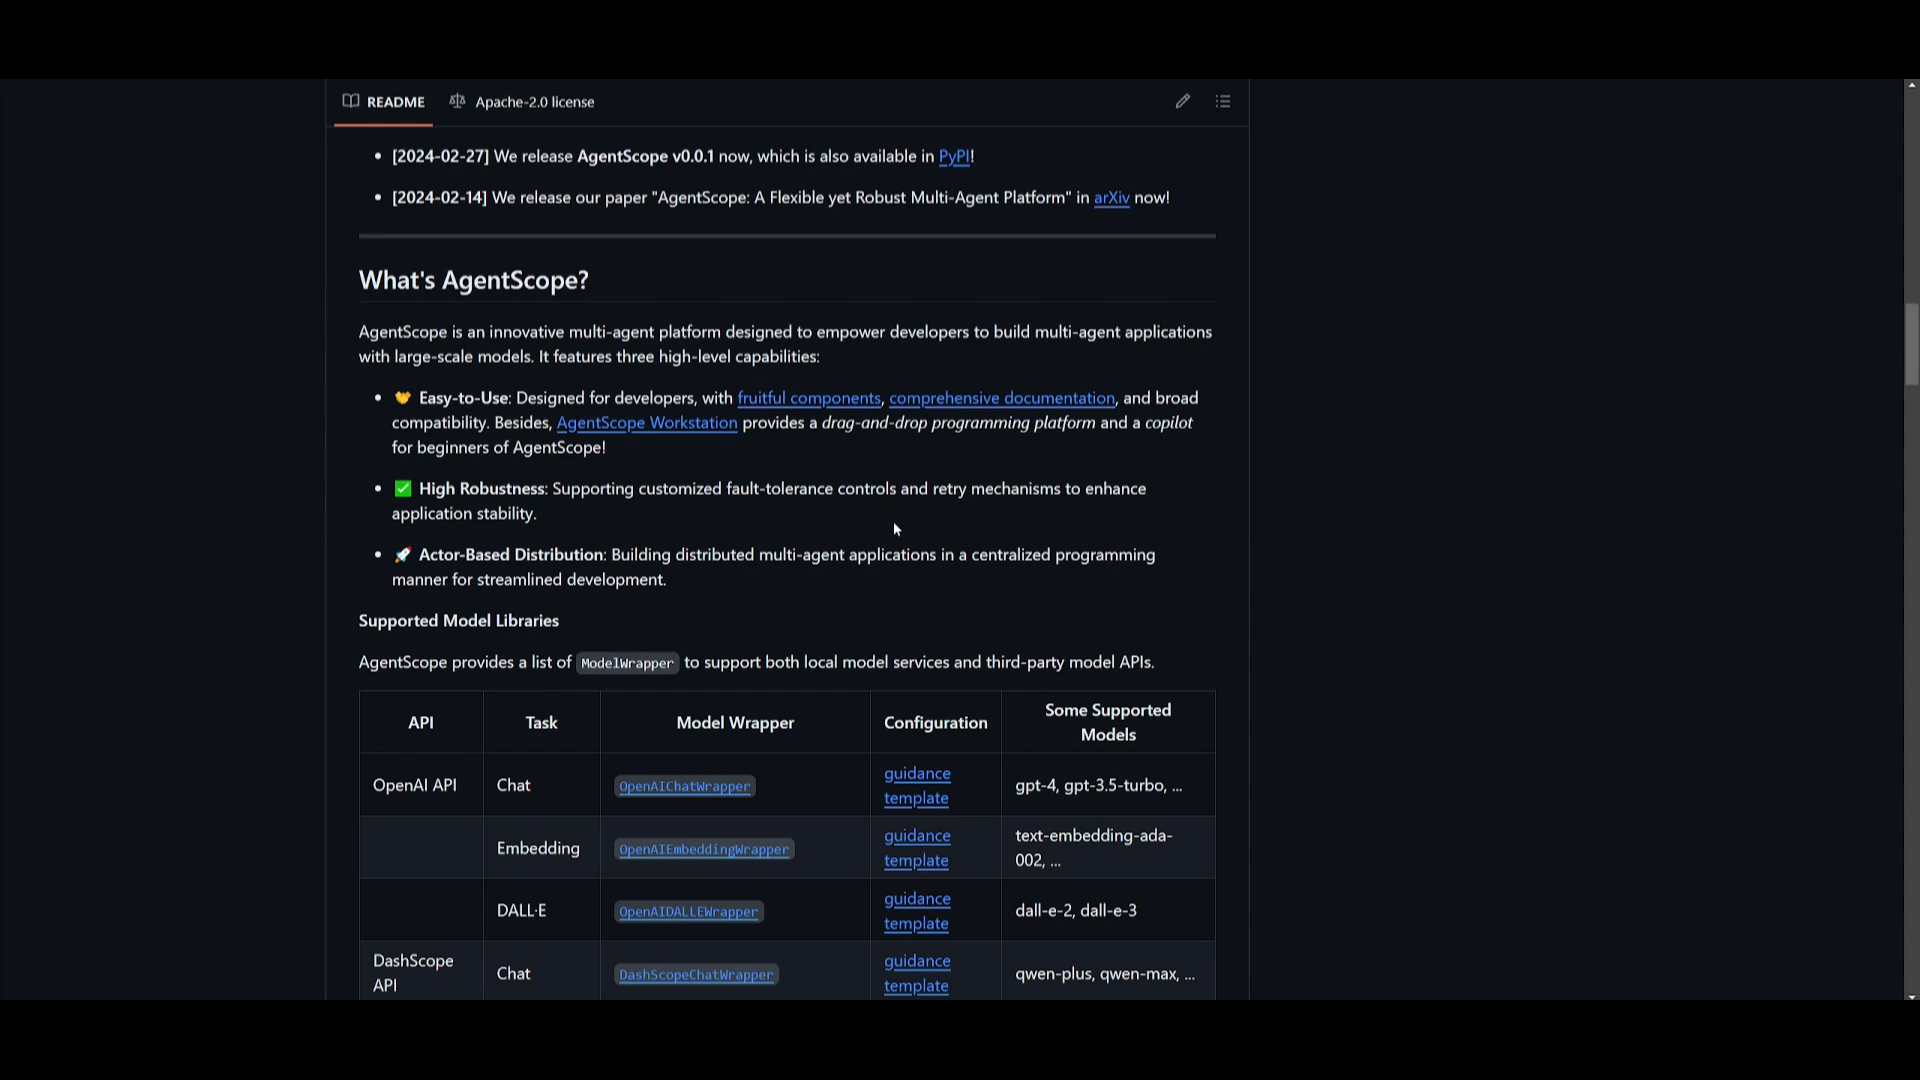 README Apache-2.0 license
[2024-02-27] We release AgentScope v0.0.1 now, which is also available in PyPI!
[2024-02-14] We release our paper "AgentScope: A Flexible yet Robust Multi-Agent Platform" in arXiv now!
What's AgentScope?
AgentScope is an innovative multi-agent platform designed to empower developers to build multi-agent applications
with large-scale models. It features three high-level capabilities:
Easy-to-Use: Designed for developers, with fruitful components, comprehensive documentation, and broad
compatibility. Besides, AgentScope Workstation provides a drag-and-drop programming platform and a copilot
for beginners of AgentScope!
High Robustness: Supporting customized fault-tolerance controls and retry mechanisms to enhance
application stability.
Actor-Based Distribution: Building distributed multi-agent applications in a centralized programming
manner for streamlined development.
Supported Model Libraries
AgentScope provides a list of ModelWrapper to support both local model services and third-party model APIs.
API Task Model Wrapper Configuration Some Supported
Models
OpenAI API Chat OpenAIChatWrapper guidance
template gpt-4, gpt-3.5-turbo, ...
Embedding OpenAIEmbeddingWrapper guidance
template text-embedding-ada-
002, ...
DALL·E OpenAIDALLEWrapper guidance
template dall-e-2, dall-e-3
DashScope
API Chat DashScopeChatWrapper guidance
template qwen-plus, qwen-max, ...